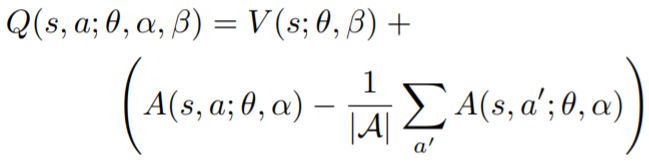 Q(s, a; θ, α, β) = V(s; θ, β) +
( A(s, a; θ, α) − 1/|𝒜| ∑_{a′} A(s, a′; θ, α) )